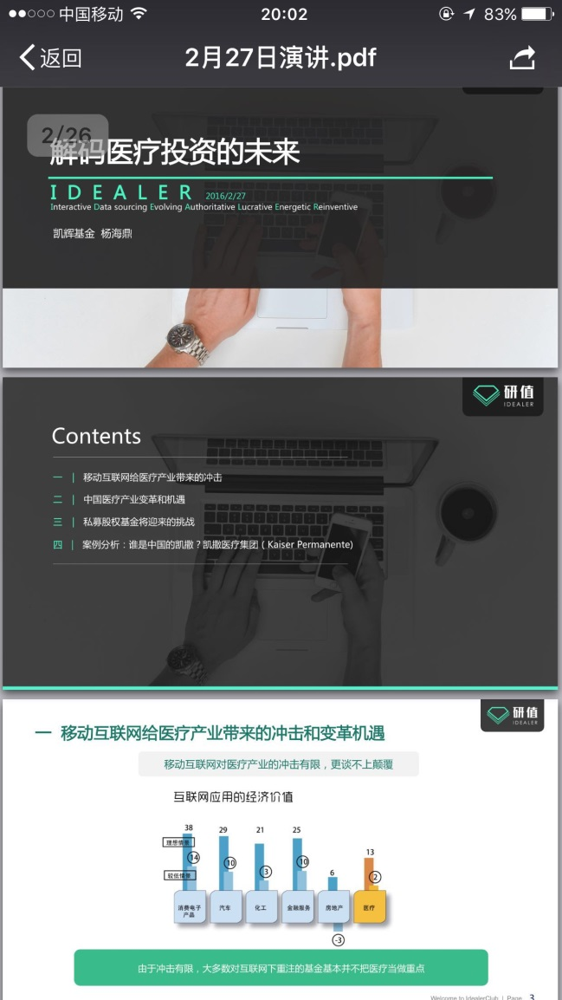 中国移动 20:02 83%
返回 2月27日演讲.pdf
2/26
解码医疗投资的未来
IDEALER 2016/2/27
Interactive Data sourcing Evolving Authoritative Lucrative Energetic Reinventive
凯辉基金 杨海鼎
研值
IDEALER
Contents
一 | 移动互联网给医疗产业带来的冲击
二 | 中国医疗产业变革和机遇
三 | 私募股权基金将迎来的挑战
四 | 案例分析：谁是中国的凯撒？凯撒医疗集团（Kaiser Permanente)
研值
IDEALER
一 移动互联网给医疗产业带来的冲击和变革机遇
移动互联网对医疗产业的冲击有限，更谈不上颠覆
互联网应用的经济价值
38 29 21 25 6 13
理想情景
14 10 3 10 2
较低情景
消费电子产品 汽车 化工 金融服务 房地产 医疗
-3
由于冲击有限，大多数对互联网下重注的基金基本并不把医疗当做重点
Welcome to IdealerClub | Page 3